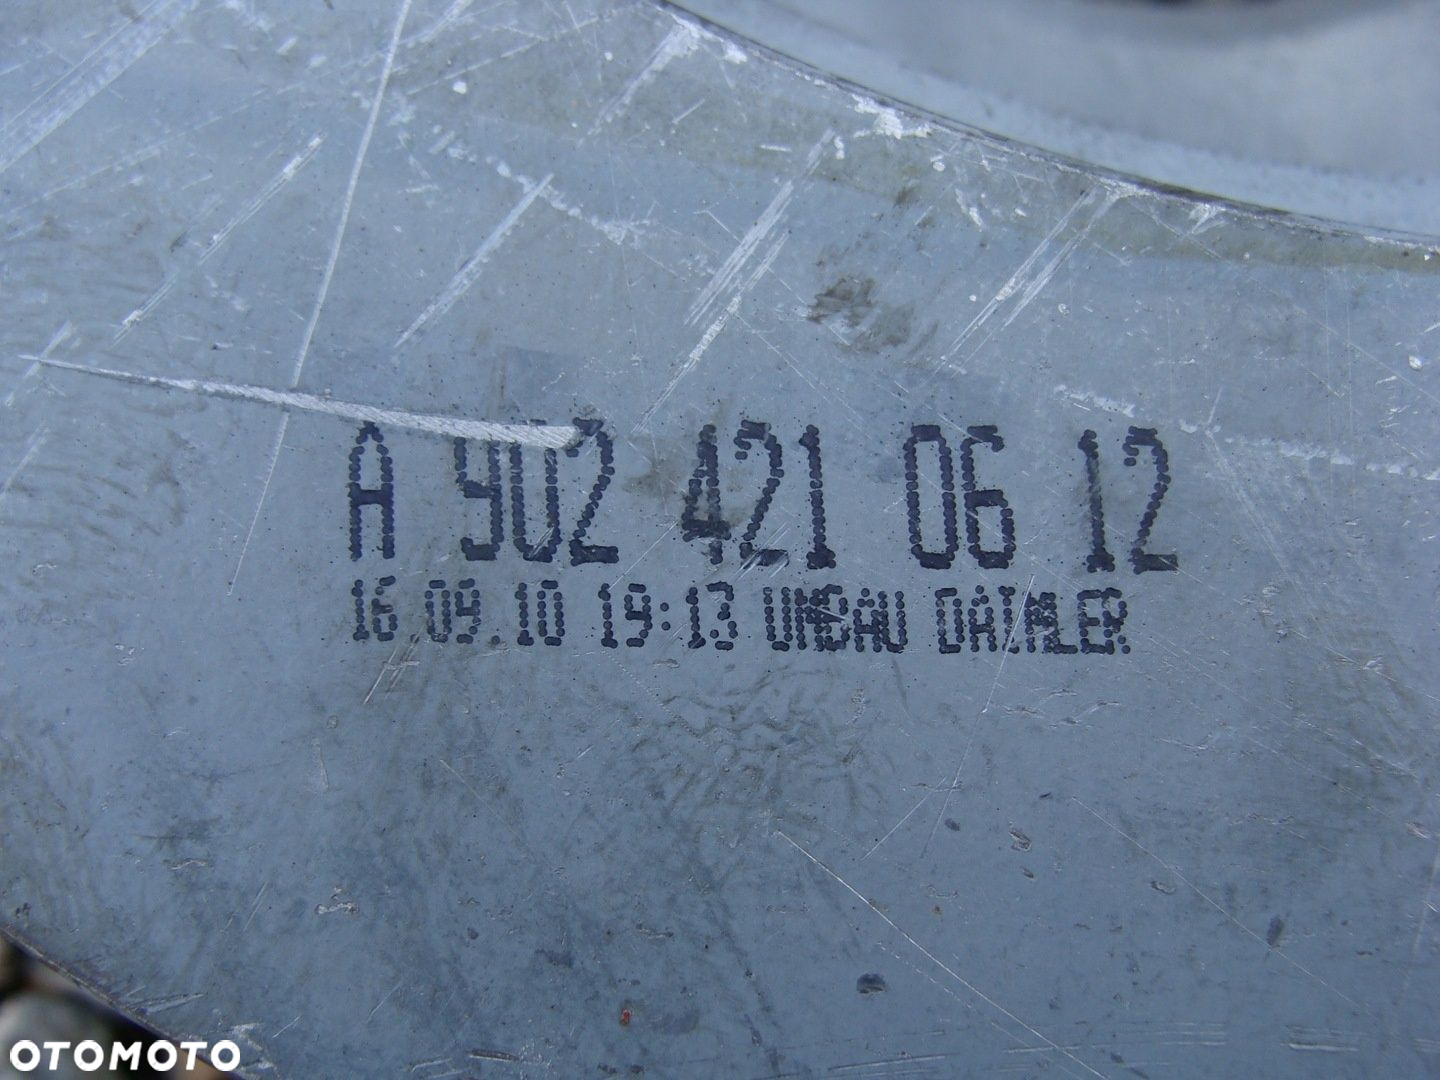 A 902 421 06 12
16.09.10 19:13 UMBAU DAIMLER
OTOMOTO